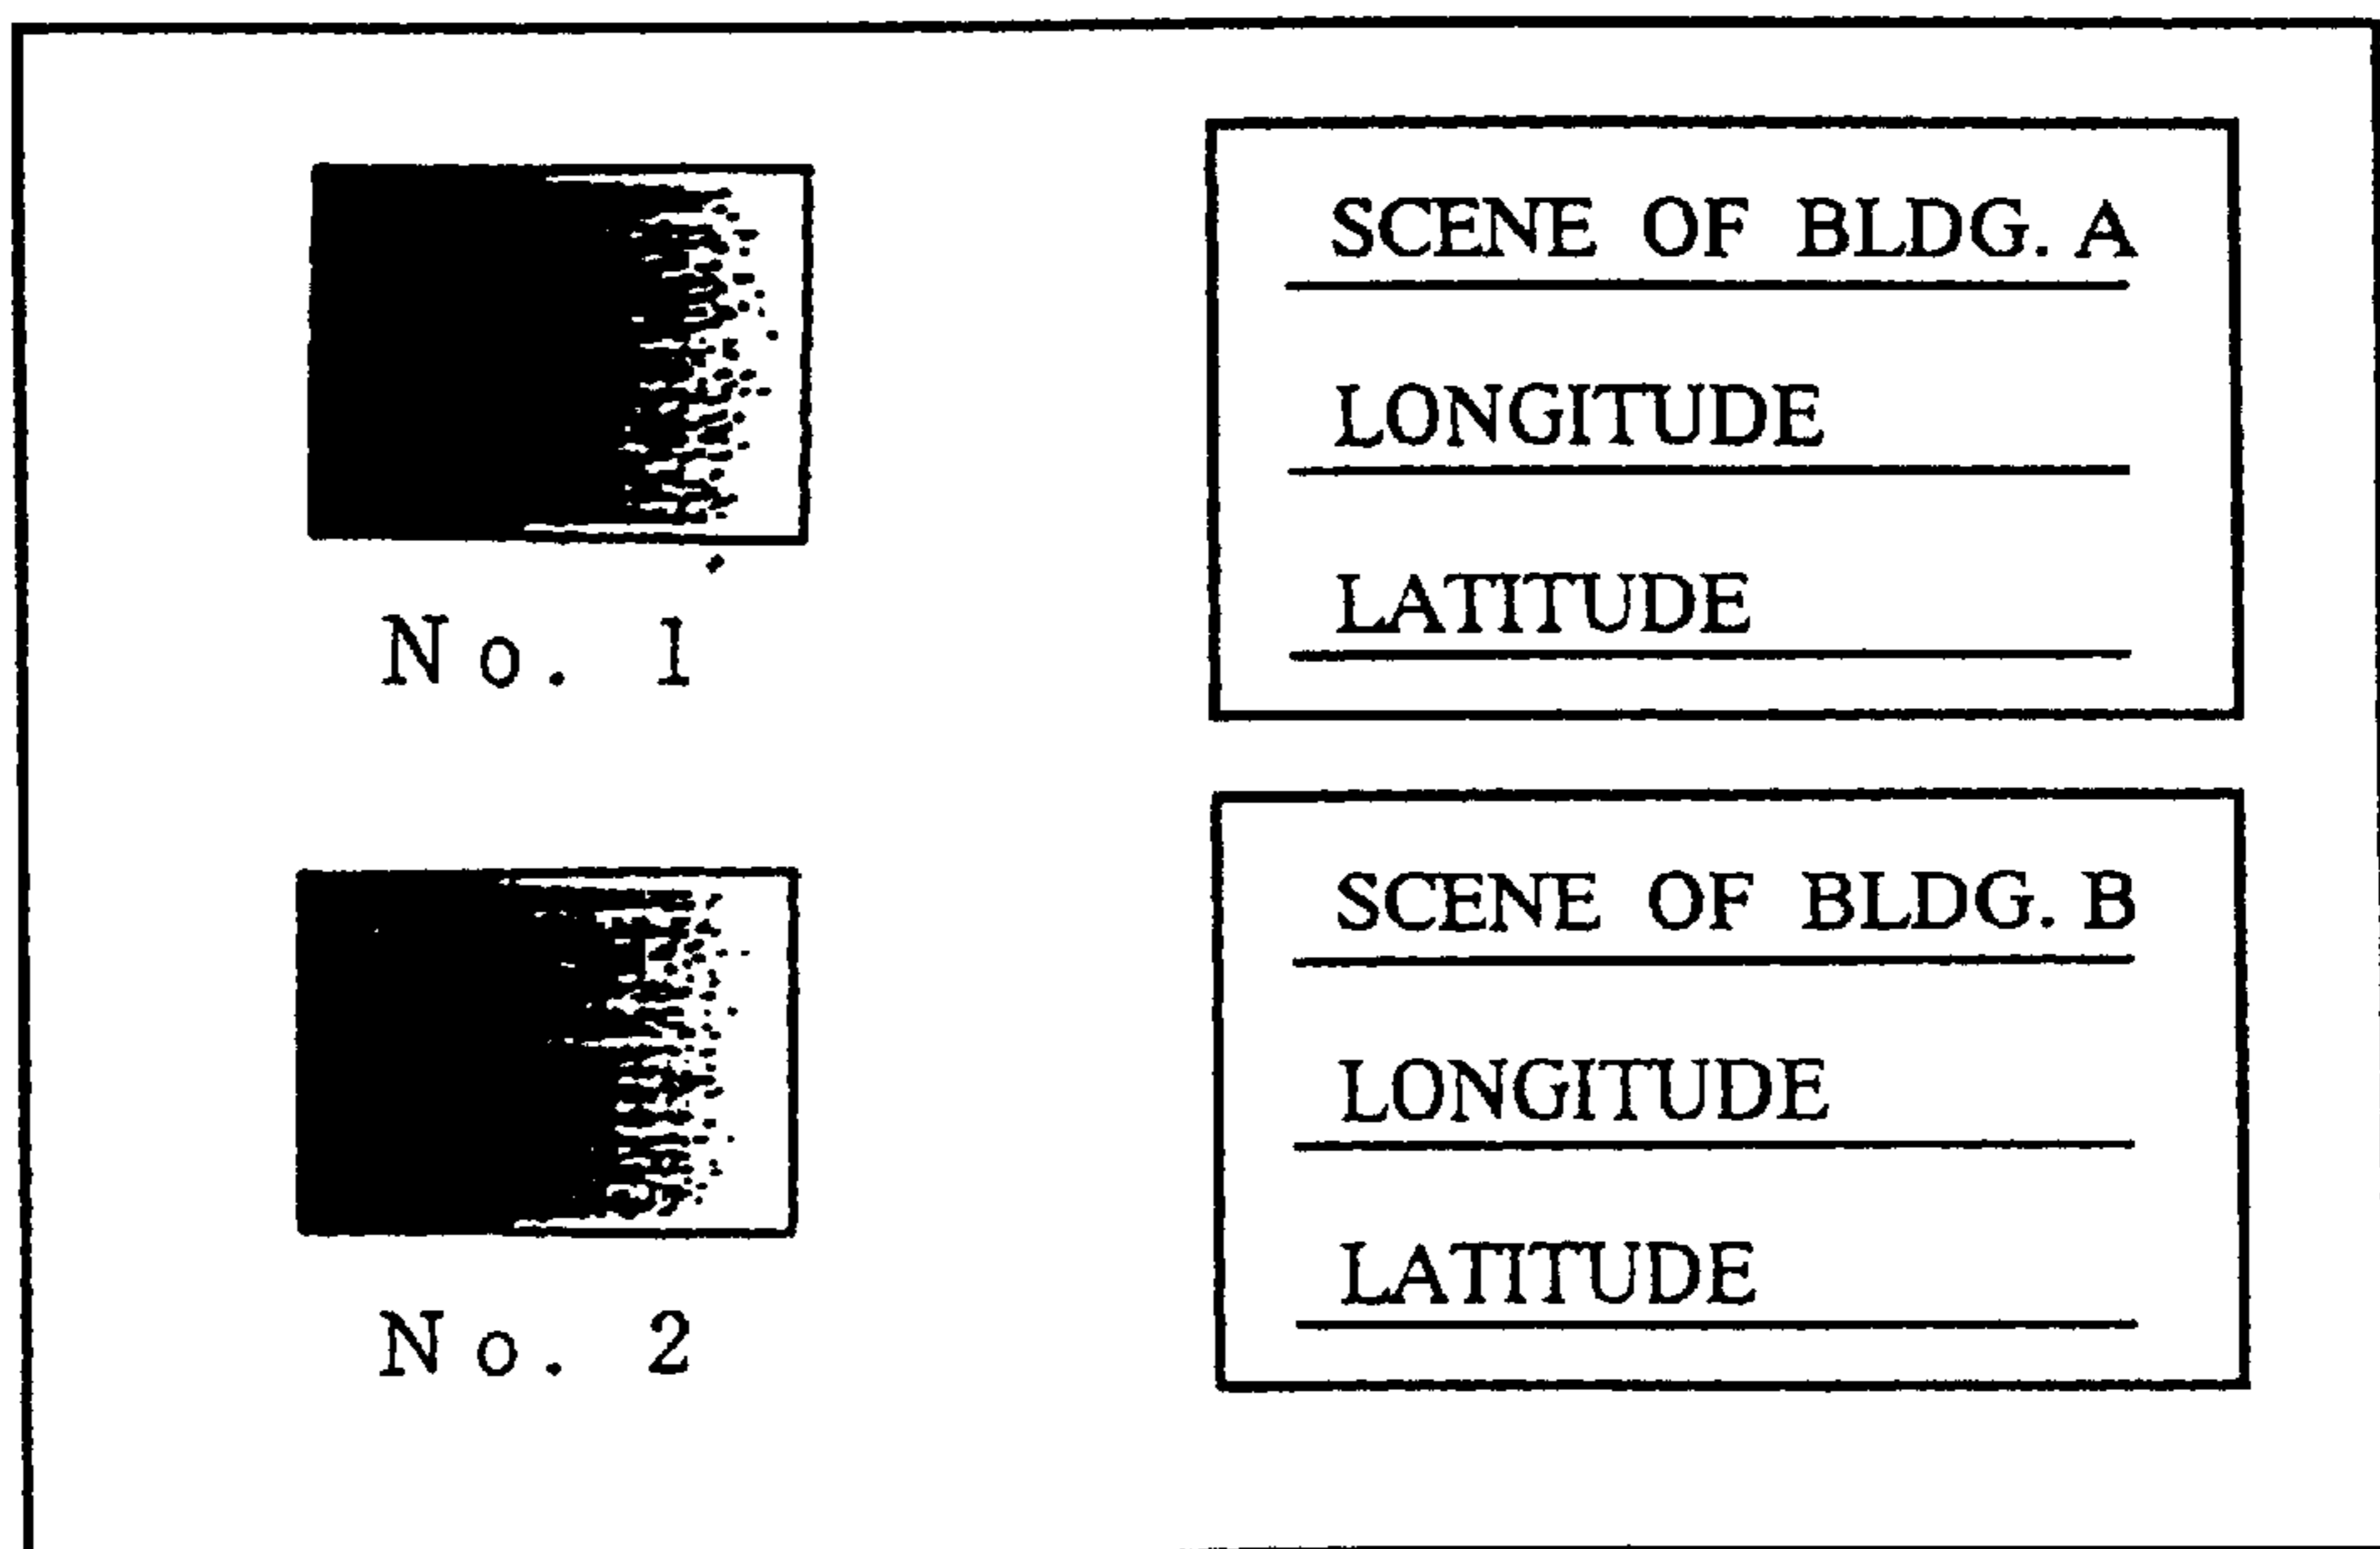 SCENE OF BLDG. A
LONGITUDE
LATITUDE
No. 1
SCENE OF BLDG. B
LONGITUDE
LATITUDE
No. 2